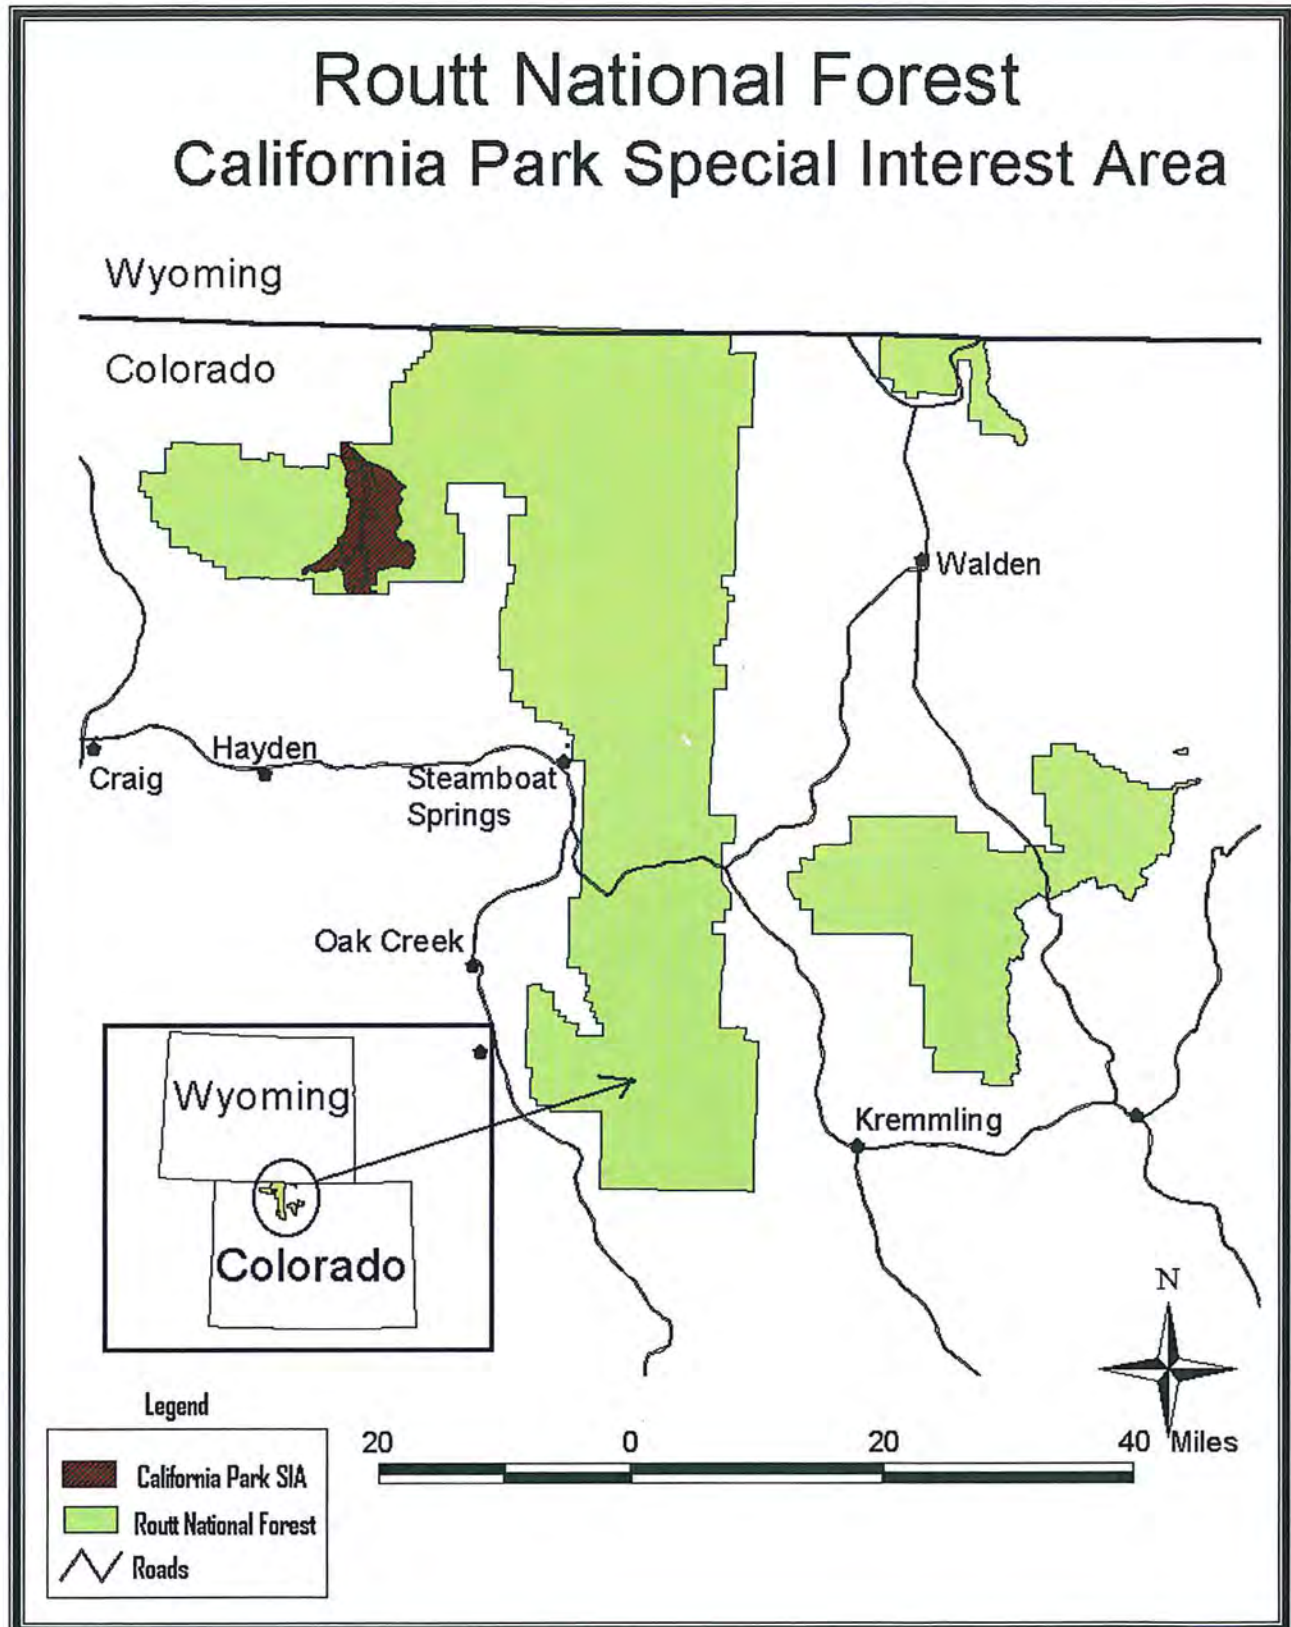 Routt National Forest
California Park Special Interest Area
Wyoming
Colorado
Walden
Hayden
Craig
Steamboat
Springs
Oak Creek
Kremmling
Wyoming
Colorado
N
Legend
California Park SIA
Routt National Forest
Roads
20 0 20 40 Miles